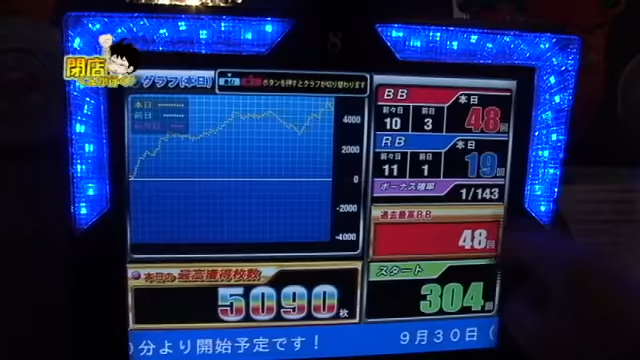 8
閉店
グラフ(本日)
進む
ボタンを押すとグラフが切り替わります
本日
前日
4000
2000
0
-2000
-4000
BB
前々日 前日 本日
10 3 48回
RB
前々日 前日 本日
11 1 19回
ボーナス確率
1/143
過去最高BB
48回
本日の最高獲得枚数
5090枚
スタート
304回
0分より開始予定です！ 9月30日（